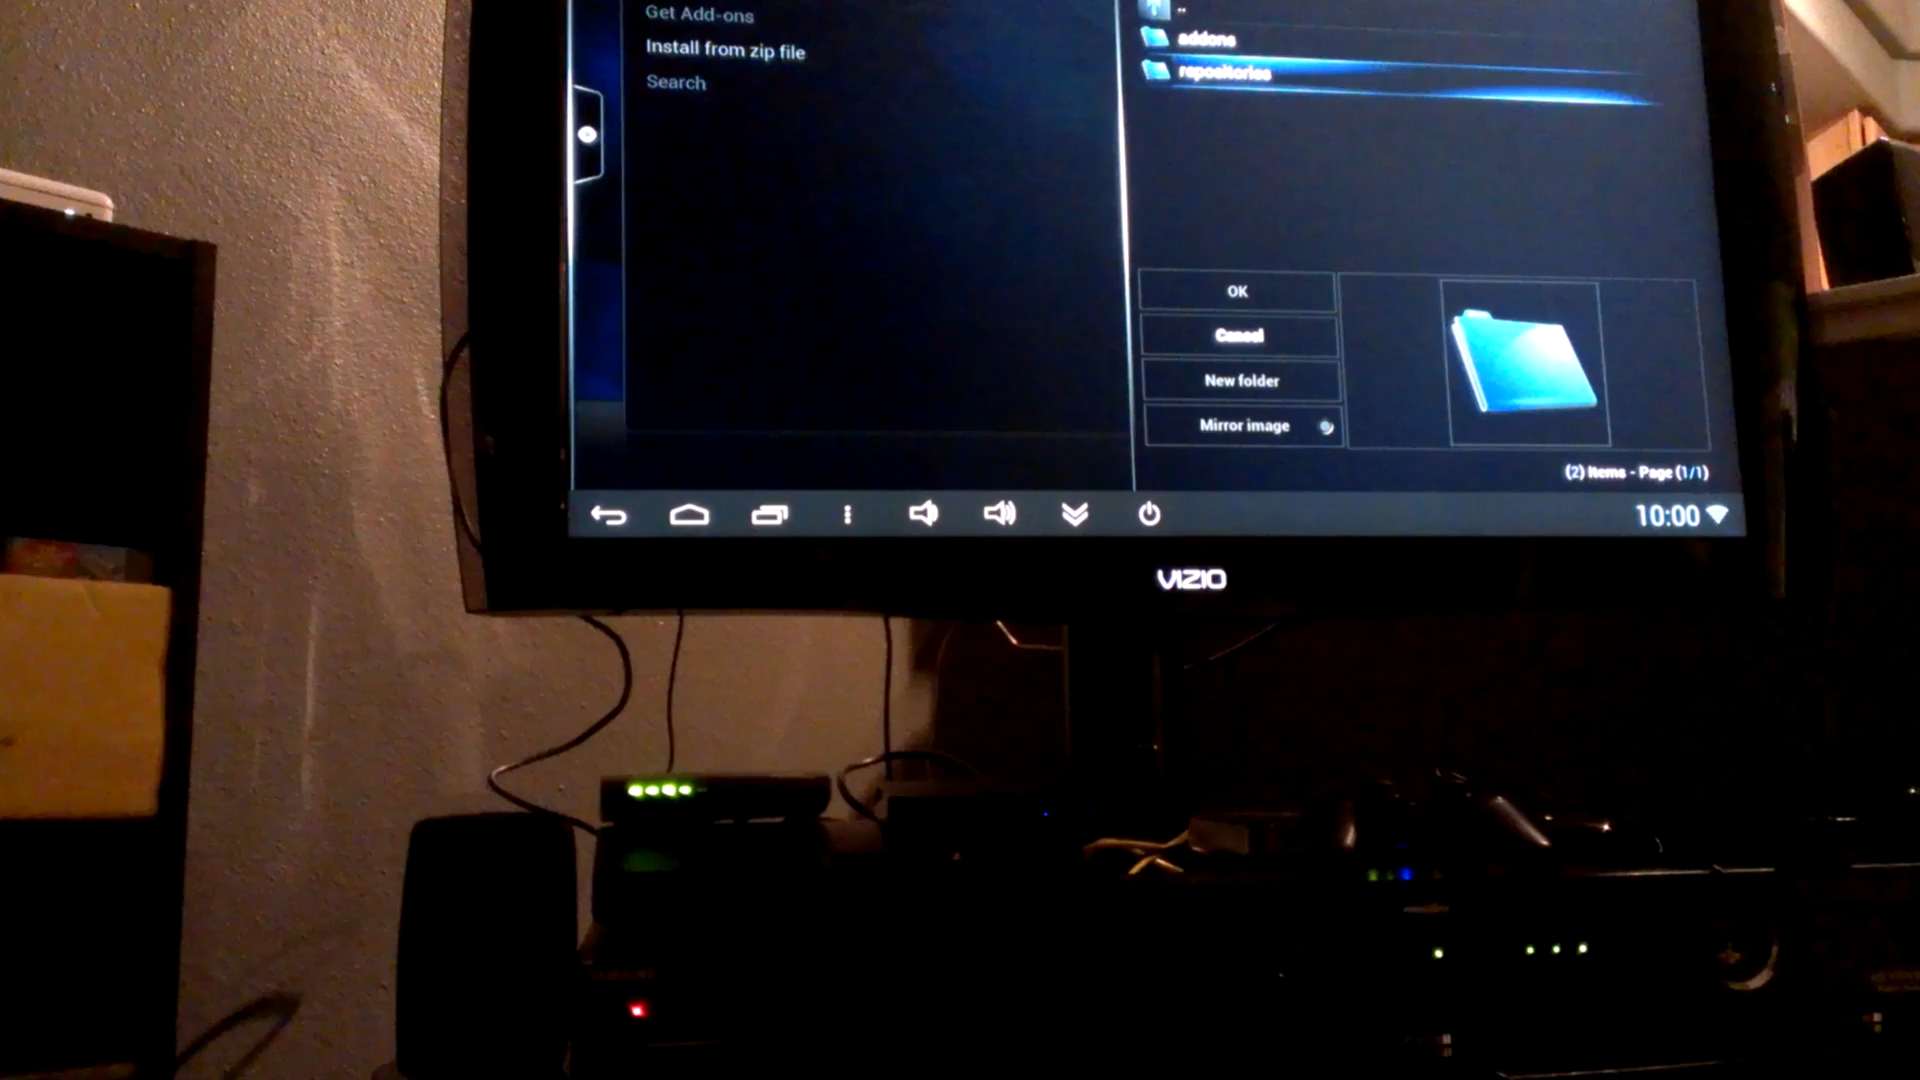 Get Add-ons
Install from zip file
Search
..
addons
repositories
OK
Cancel
New folder
Mirror image
(2) Items - Page (1/1)
10:00
VIZIO